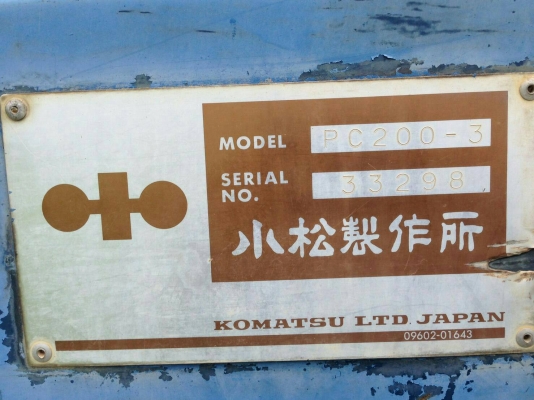 MODEL PC200-3
SERIAL NO. 33298
小松製作所
KOMATSU LTD. JAPAN
09602-01643